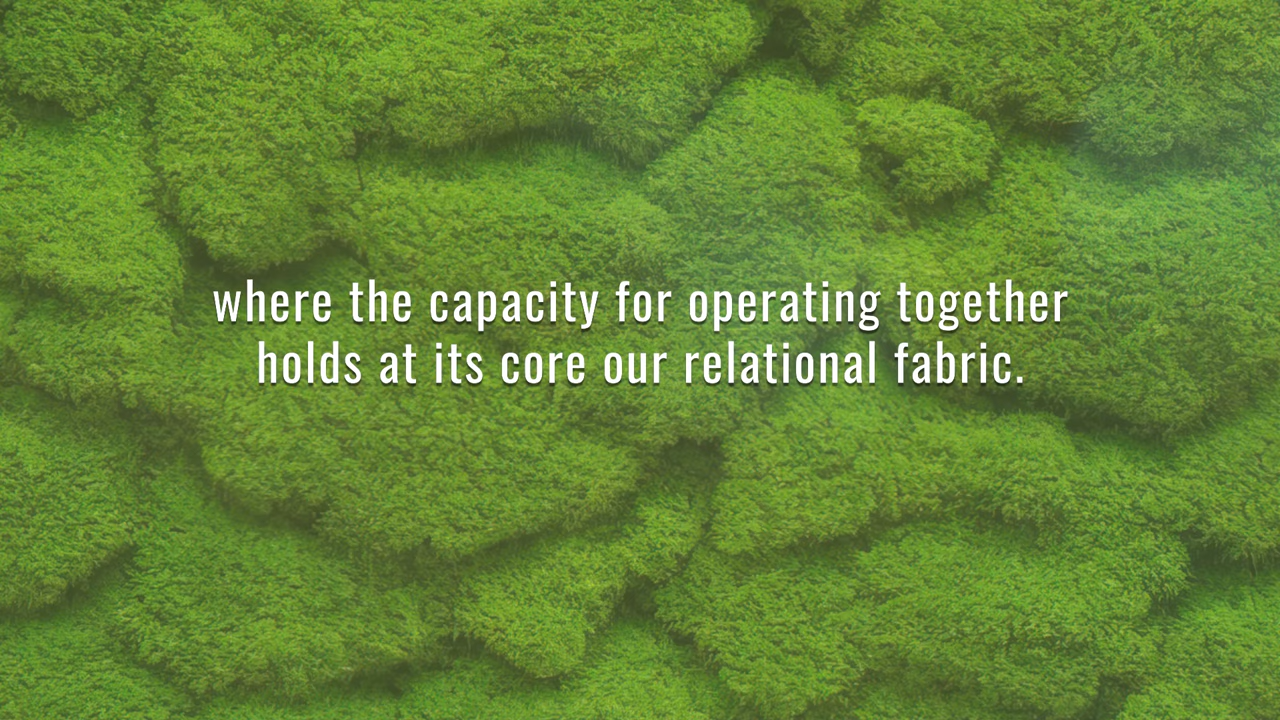 where the capacity for operating together
holds at its core our relational fabric.